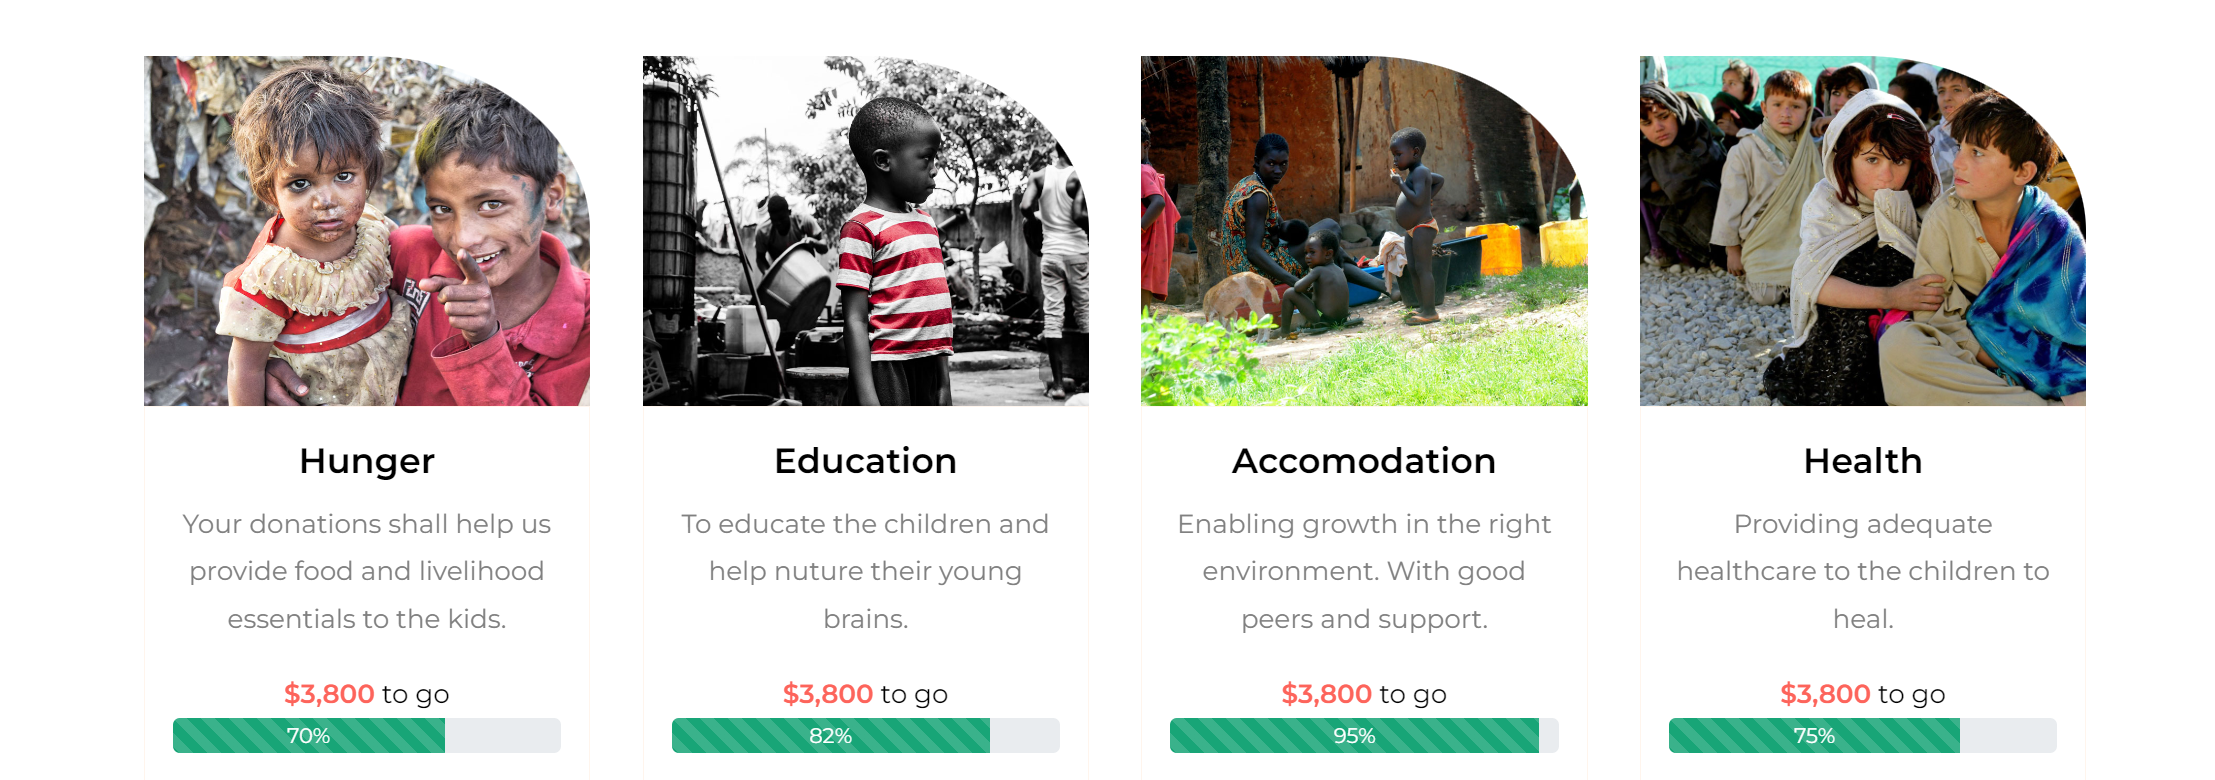 Hunger
Your donations shall help us
provide food and livelihood
essentials to the kids.
$3,800 to go
70%
Education
To educate the children and
help nuture their young
brains.
$3,800 to go
82%
Accomodation
Enabling growth in the right
environment. With good
peers and support.
$3,800 to go
95%
Health
Providing adequate
healthcare to the children to
heal.
$3,800 to go
75%